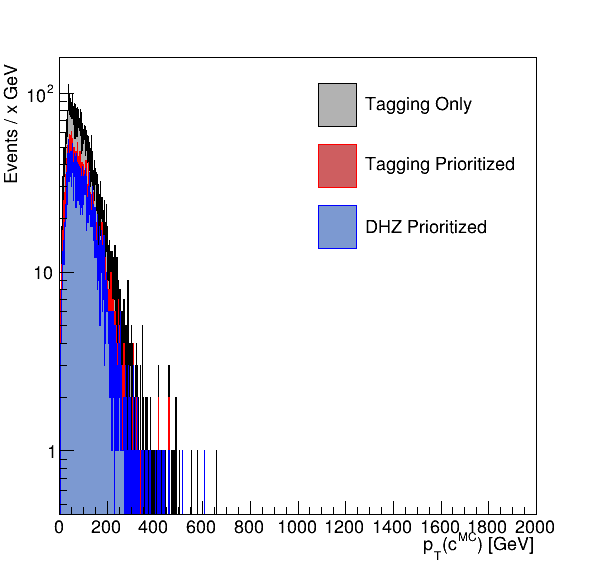 Events / x GeV
10²
10
1
Tagging Only
Tagging Prioritized
DHZ Prioritized
0 200 400 600 800 1000 1200 1400 1600 1800 2000
p_T(c^MC) [GeV]